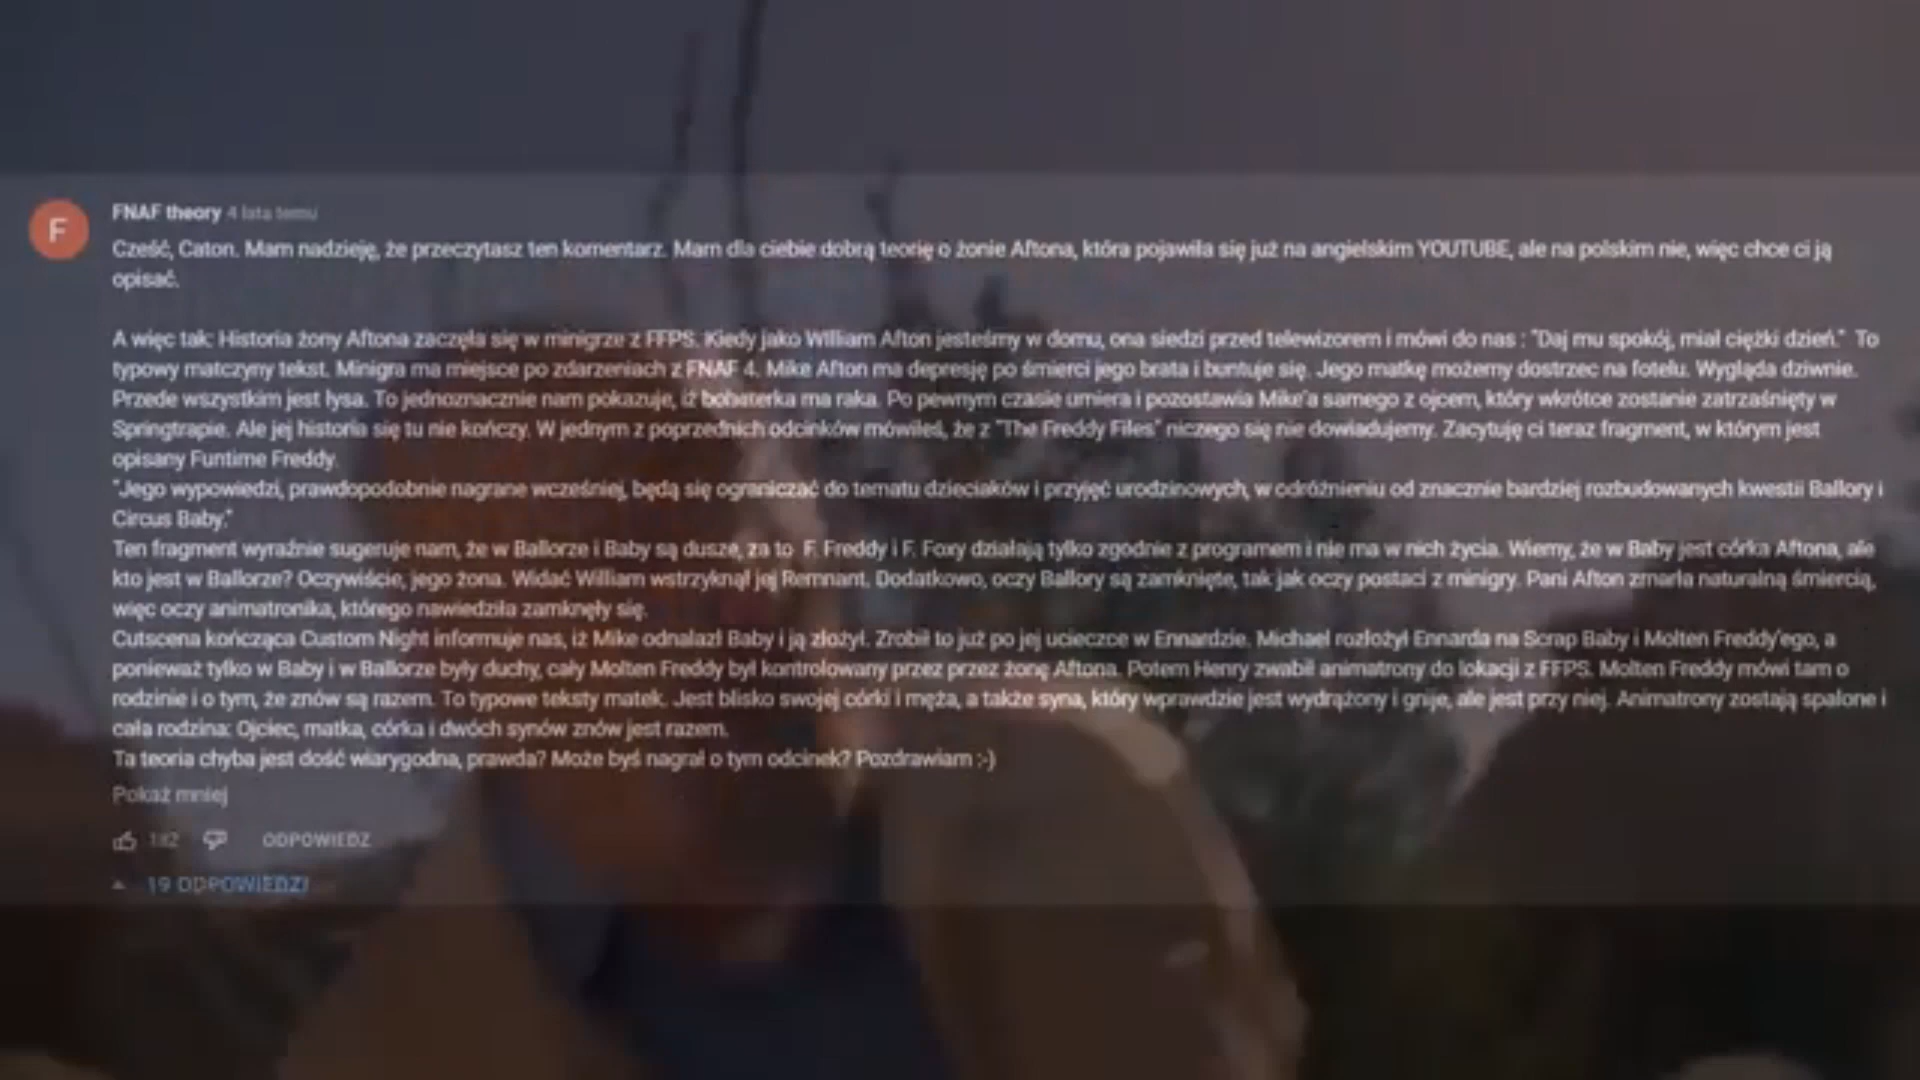 F
FNAF theory 4 lata temu
Cześć, Caton. Mam nadzieję, że przeczytasz ten komentarz. Mam dla ciebie dobrą teorię o żonie Aftona, która pojawiła się już na angielskim YOUTUBE, ale na polskim nie, więc chce ci ją
opisać.
A więc tak: Historia żony Aftona zaczęła się w minigrze z FFPS. Kiedy jako William Afton jesteśmy w domu, ona siedzi przed telewizorem i mówi do nas : "Daj mu spokój, miał ciężki dzień." To
typowy matczyny tekst. Minigra ma miejsce po zdarzeniach z FNAF 4. Mike Afton ma depresję po śmierci jego brata i buntuje się. Jego matkę możemy dostrzec na fotelu. Wygląda dziwnie.
Przede wszystkim jest łysa. To jednoznacznie nam pokazuje, iż bohaterka ma raka. Po pewnym czasie umiera i pozostawia Mike'a samego z ojcem, który wkrótce zostanie zatrzaśnięty w
Springtrapie. Ale jej historia się tu nie kończy. W jednym z poprzednich odcinków mówiłeś, że z "The Freddy Files" niczego się nie dowiadujemy. Zacytuję ci teraz fragment, w którym jest
opisany Funtime Freddy.
"Jego wypowiedzi, prawdopodobnie nagrane wcześniej, będą się ograniczać do tematu dzieciaków i przyjęć urodzinowych, w odróżnieniu od znacznie bardziej rozbudowanych kwestii Ballory i
Circus Baby."
Ten fragment wyraźnie sugeruje nam, że w Ballorze i Baby są dusze, za to F. Freddy i F. Foxy działają tylko zgodnie z programem i nie ma w nich życia. Wiemy, że w Baby jest córka Aftona, ale
kto jest w Ballorze? Oczywiście, jego żona. Widać William wstrzyknął jej Remnant. Dodatkowo, oczy Ballory są zamknięte, tak jak oczy postaci z minigry. Pani Afton zmarła naturalną śmiercią,
więc oczy animatronika, którego nawiedziła zamknęły się.
Cutscena kończąca Custom Night informuje nas, iż Mike odnalazł Baby i ją złożył. Zrobił to już po jej ucieczce w Ennardzie. Michael rozłożył Ennarda na Scrap Baby i Molten Freddy'ego, a
ponieważ tylko w Baby i w Ballorze były duchy, cały Molten Freddy był kontrolowany przez przez żonę Aftona. Potem Henry zwabił animatrony do lokacji z FFPS. Molten Freddy mówi tam o
rodzinie i o tym, że znów są razem. To typowe teksty matek. Jest blisko swojej córki i męża, a także syna, który wprawdzie jest wydrążony i gnije, ale jest przy niej. Animatrony zostają spalone i
cała rodzina: Ojciec, matka, córka i dwóch synów znów jest razem.
Ta teoria chyba jest dość wiarygodna, prawda? Może byś nagrał o tym odcinek? Pozdrawiam :-)
Pokaż mniej
182 ODPOWIEDZ
19 ODPOWIEDZI